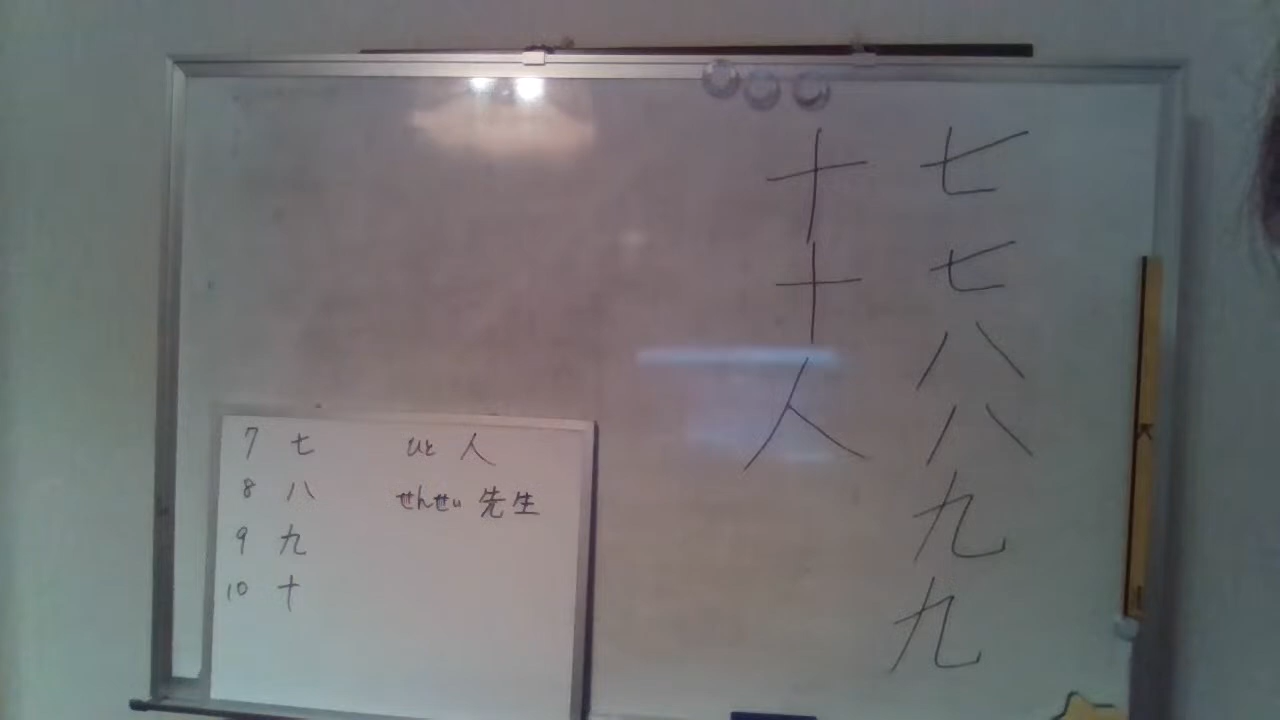 七七八八九九
十十人
7 七
8 八
9 九
10 十
ひと 人
せんせい 先生